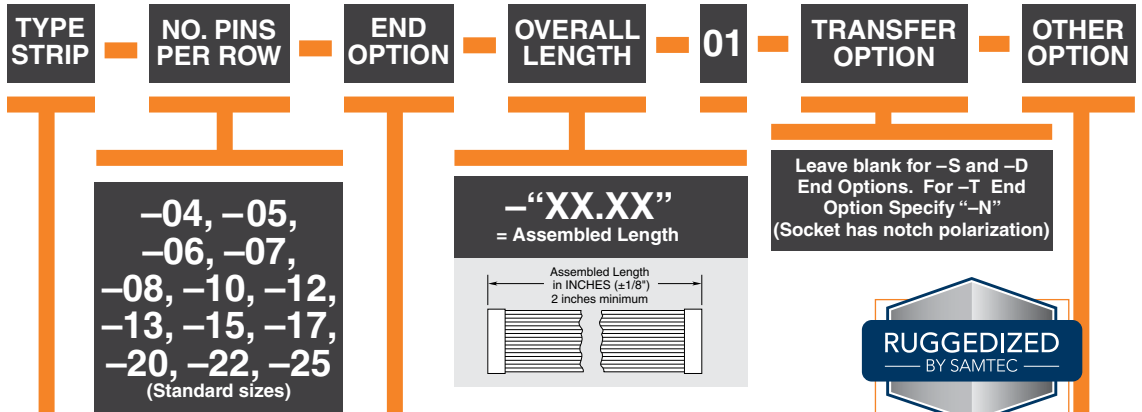 TYPE
STRIP
NO. PINS
PER ROW
END
OPTION
OVERALL
LENGTH
01
TRANSFER
OPTION
OTHER
OPTION
–04, –05,
–06, –07,
–08, –10, –12,
–13, –15, –17,
–20, –22, –25
(Standard sizes)
–“XX.XX”
= Assembled Length
Assembled Length
in INCHES (±1/8")
2 inches minimum
Leave blank for –S and –D
End Options. For –T End
Option Specify “–N”
(Socket has notch polarization)
RUGGEDIZED
BY SAMTEC